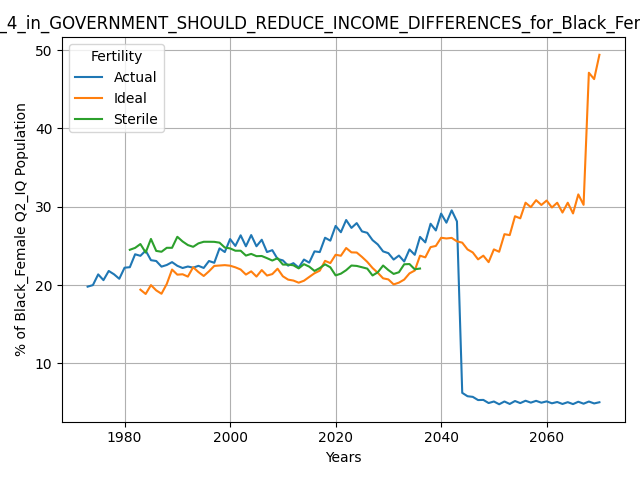 _4_in_GOVERNMENT_SHOULD_REDUCE_INCOME_DIFFERENCES_for_Black_Fe
Fertility
Actual
Ideal
Sterile
% of Black_Female Q2_IQ Population
50
40
30
20
10
1980
2000
2020
2040
2060
Years